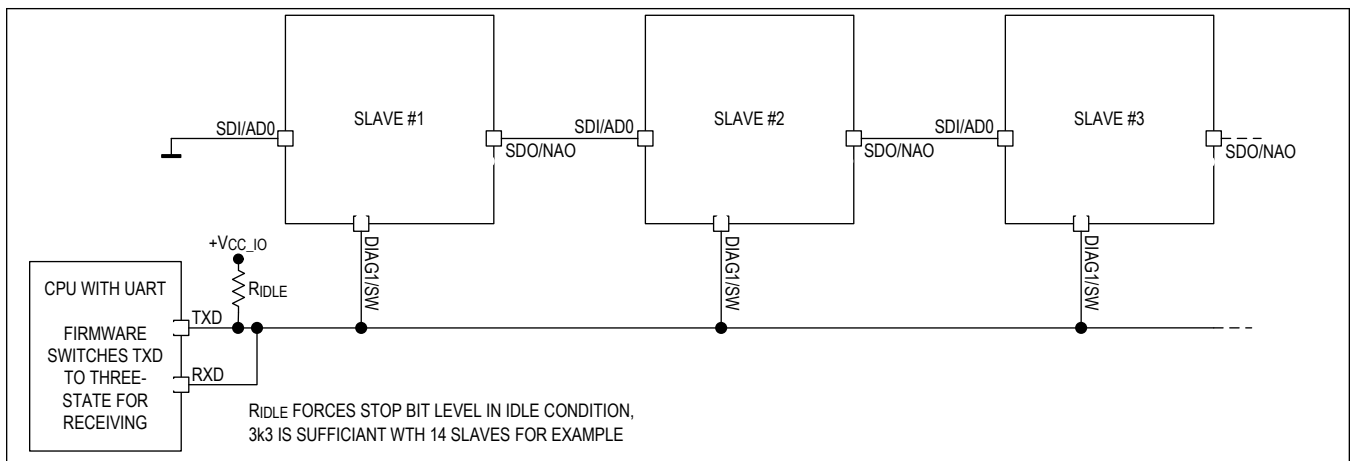 SLAVE #1
SLAVE #2
SLAVE #3
SDI/AD0
SDO/NAO
SDI/AD0
SDO/NAO
SDI/AD0
SDO/NAO
DIAG1/SW
DIAG1/SW
DIAG1/SW
+VCC_IO
RIDLE
CPU WITH UART
FIRMWARE
SWITCHES TXD
TO THREE-
STATE FOR
RECEIVING
TXD
RXD
RIDLE FORCES STOP BIT LEVEL IN IDLE CONDITION,
3k3 IS SUFFICIANT WTH 14 SLAVES FOR EXAMPLE